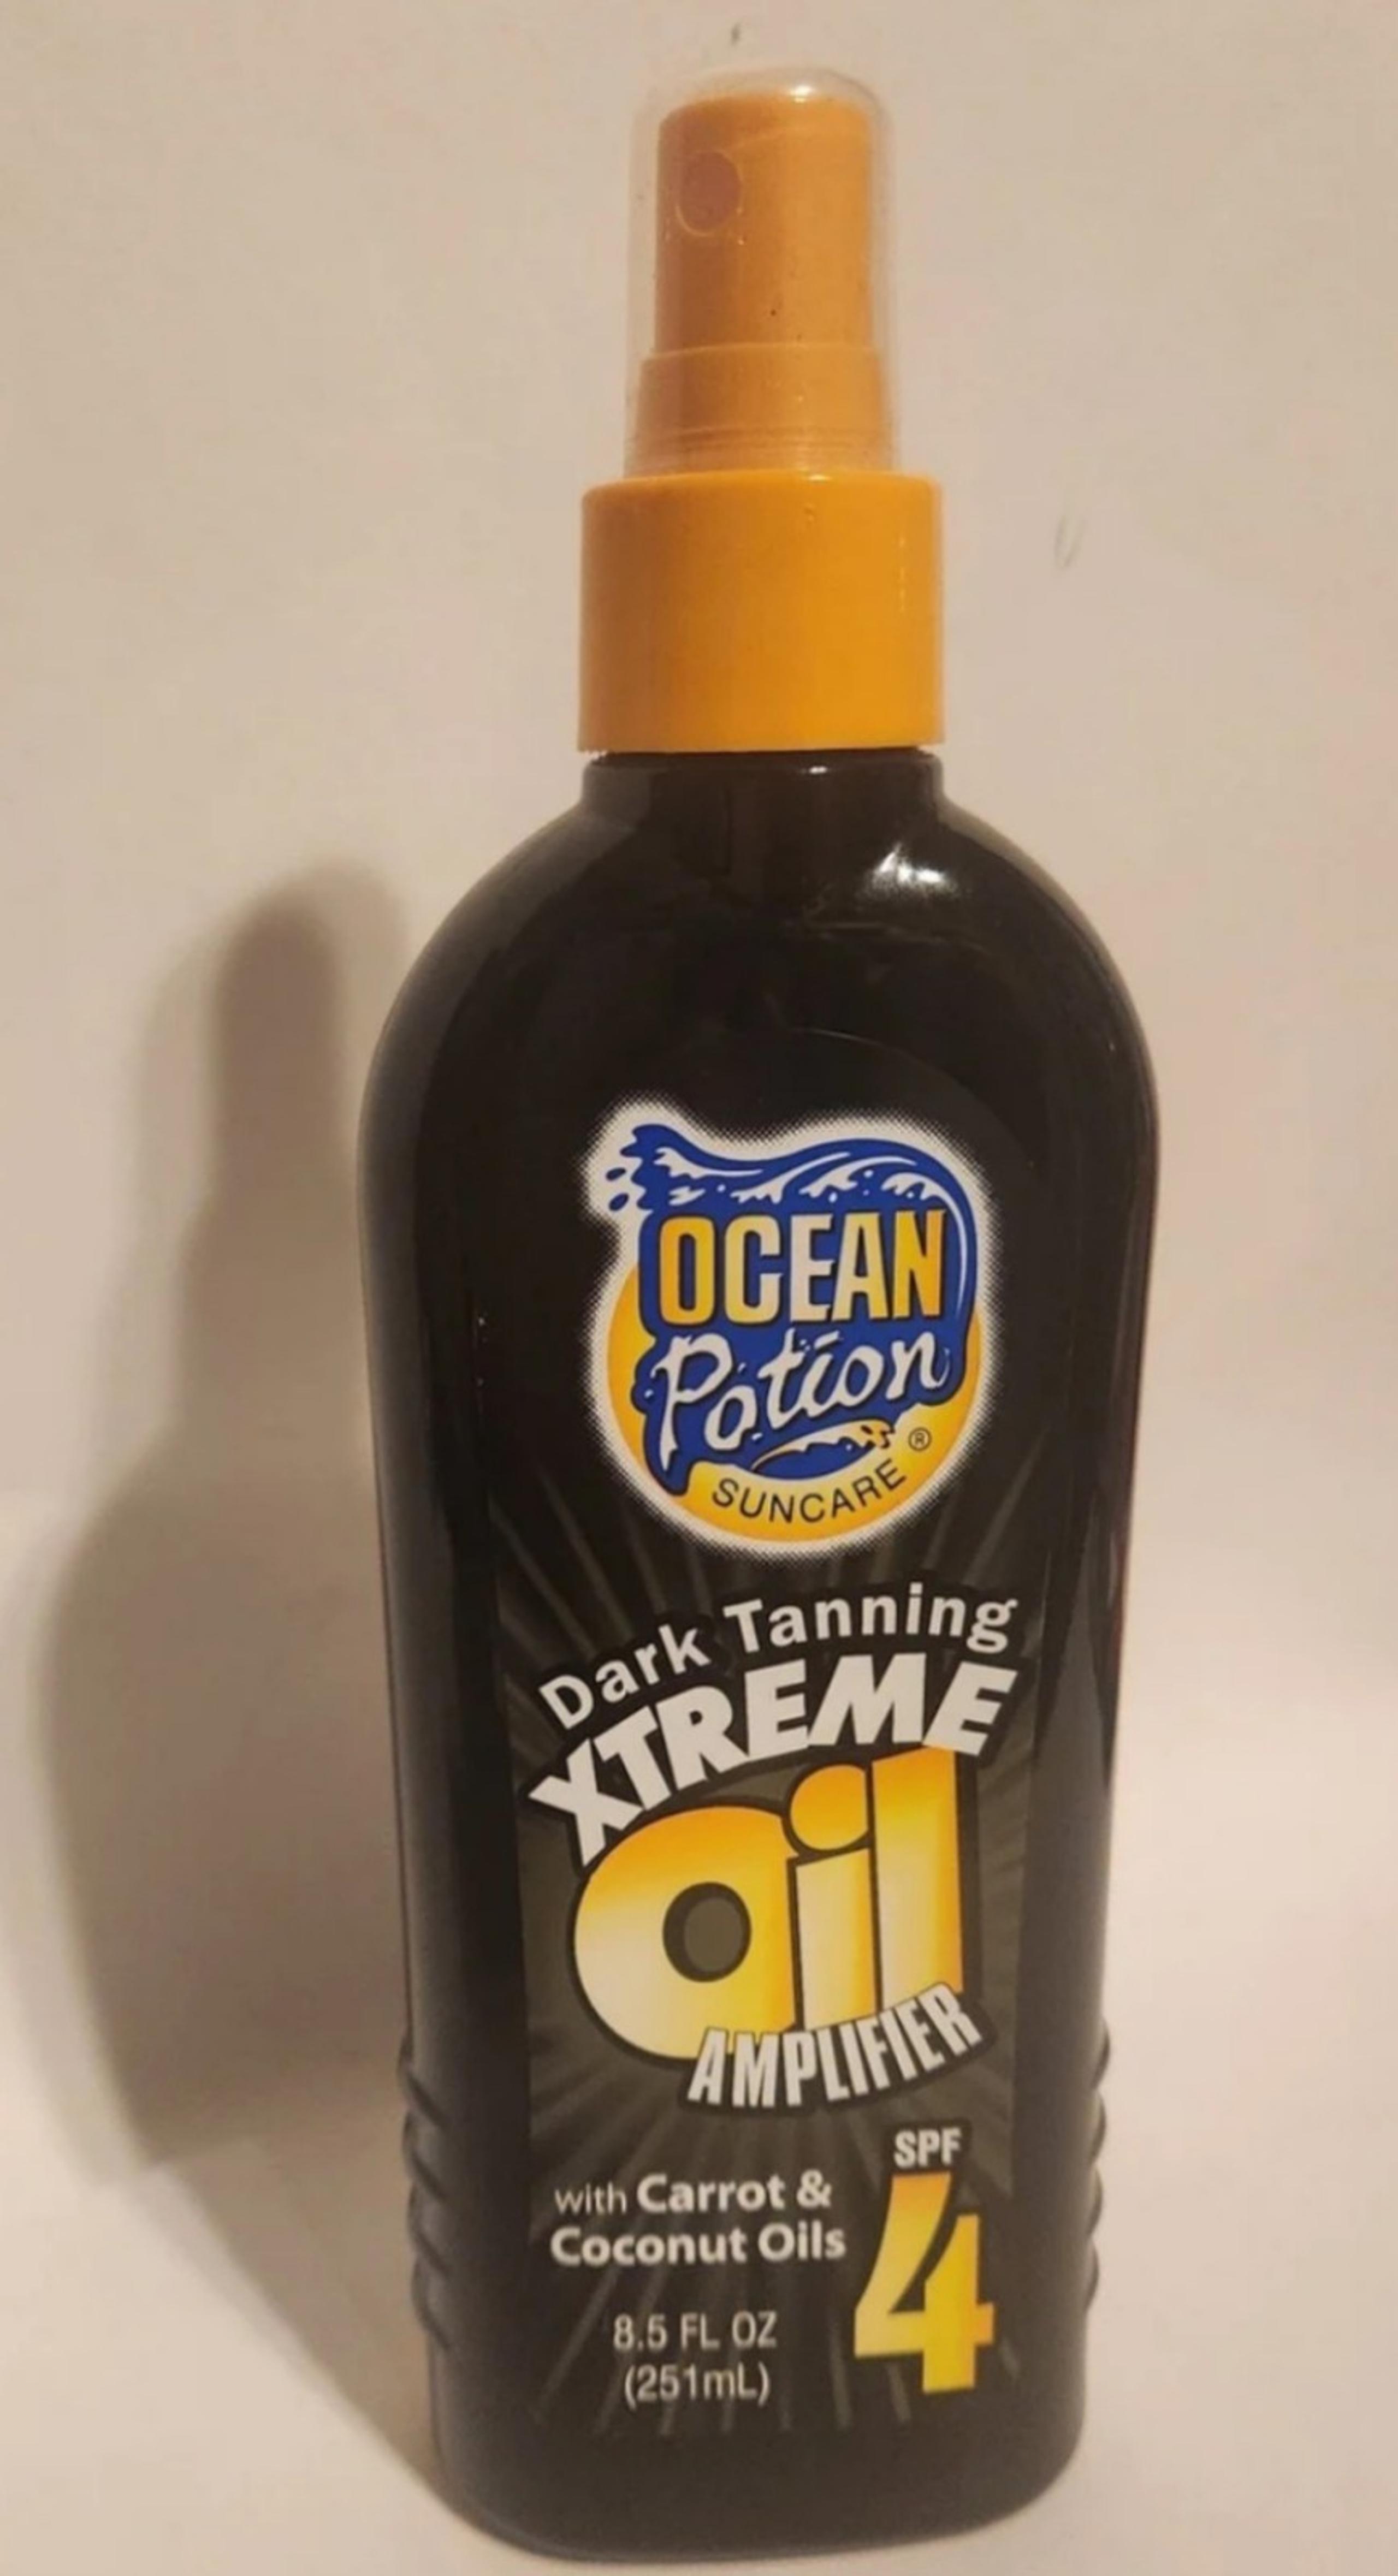 OCEAN
Potion
SUNCARE ®
Dark Tanning
XTREME
oil
AMPLIFIER
SPF
4
with Carrot &
Coconut Oils
8.5 FL OZ
(251mL)